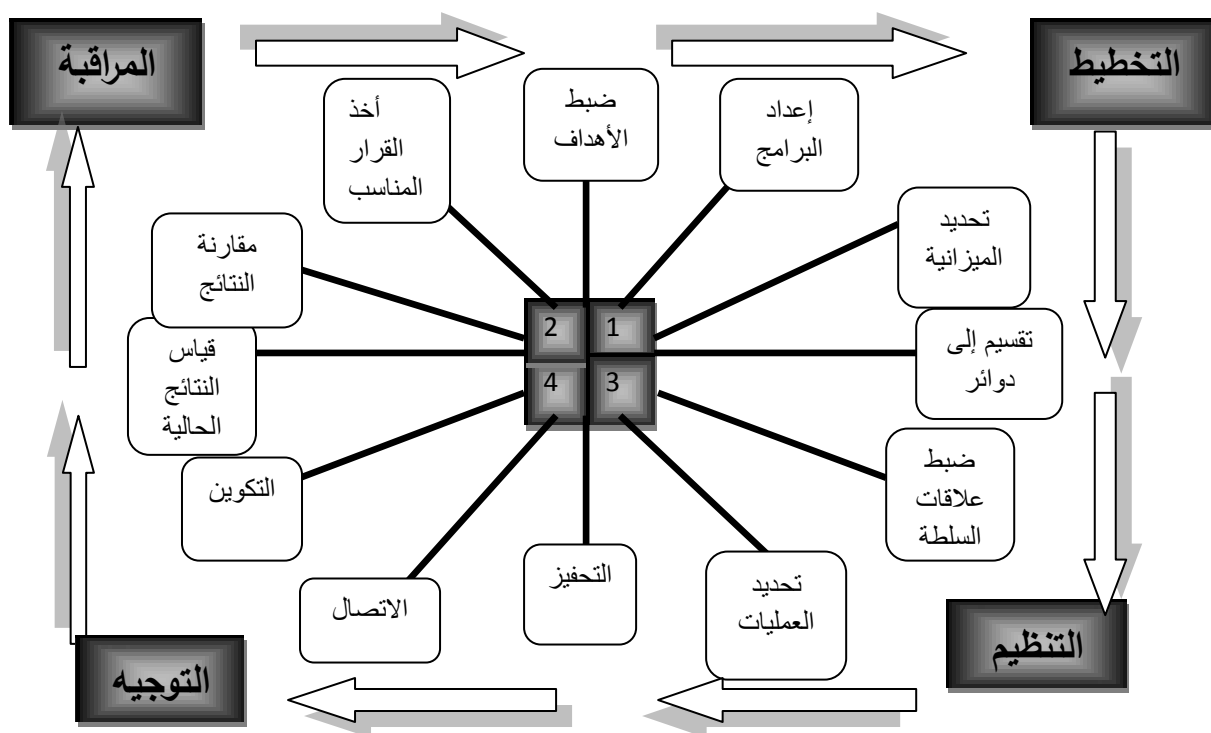 التخطيط
المراقبة
إعداد
البرامج
ضبط
الأهداف
أخذ
القرار
المناسب
تحديد
الميزانية
مقارنة
النتائج
تقسيم إلى
دوائر
قياس
النتائج
الحالية
1
2
3
4
ضبط
علاقات
السلطة
التكوين
تحديد
العمليات
التحفيز
الاتصال
التنظيم
التوجيه